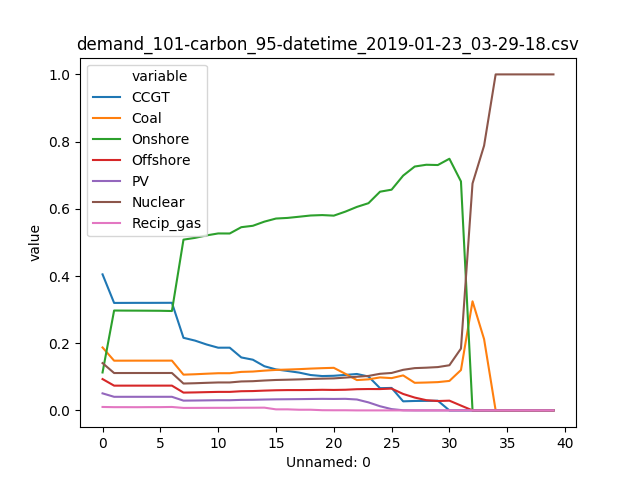 demand_101-carbon_95-datetime_2019-01-23_03-29-18.csv
1.0
0.8
0.6
0.4
0.2
0.0
value
variable
CCGT
Coal
Onshore
Offshore
PV
Nuclear
Recip_gas
0 5 10 15 20 25 30 35 40
Unnamed: 0